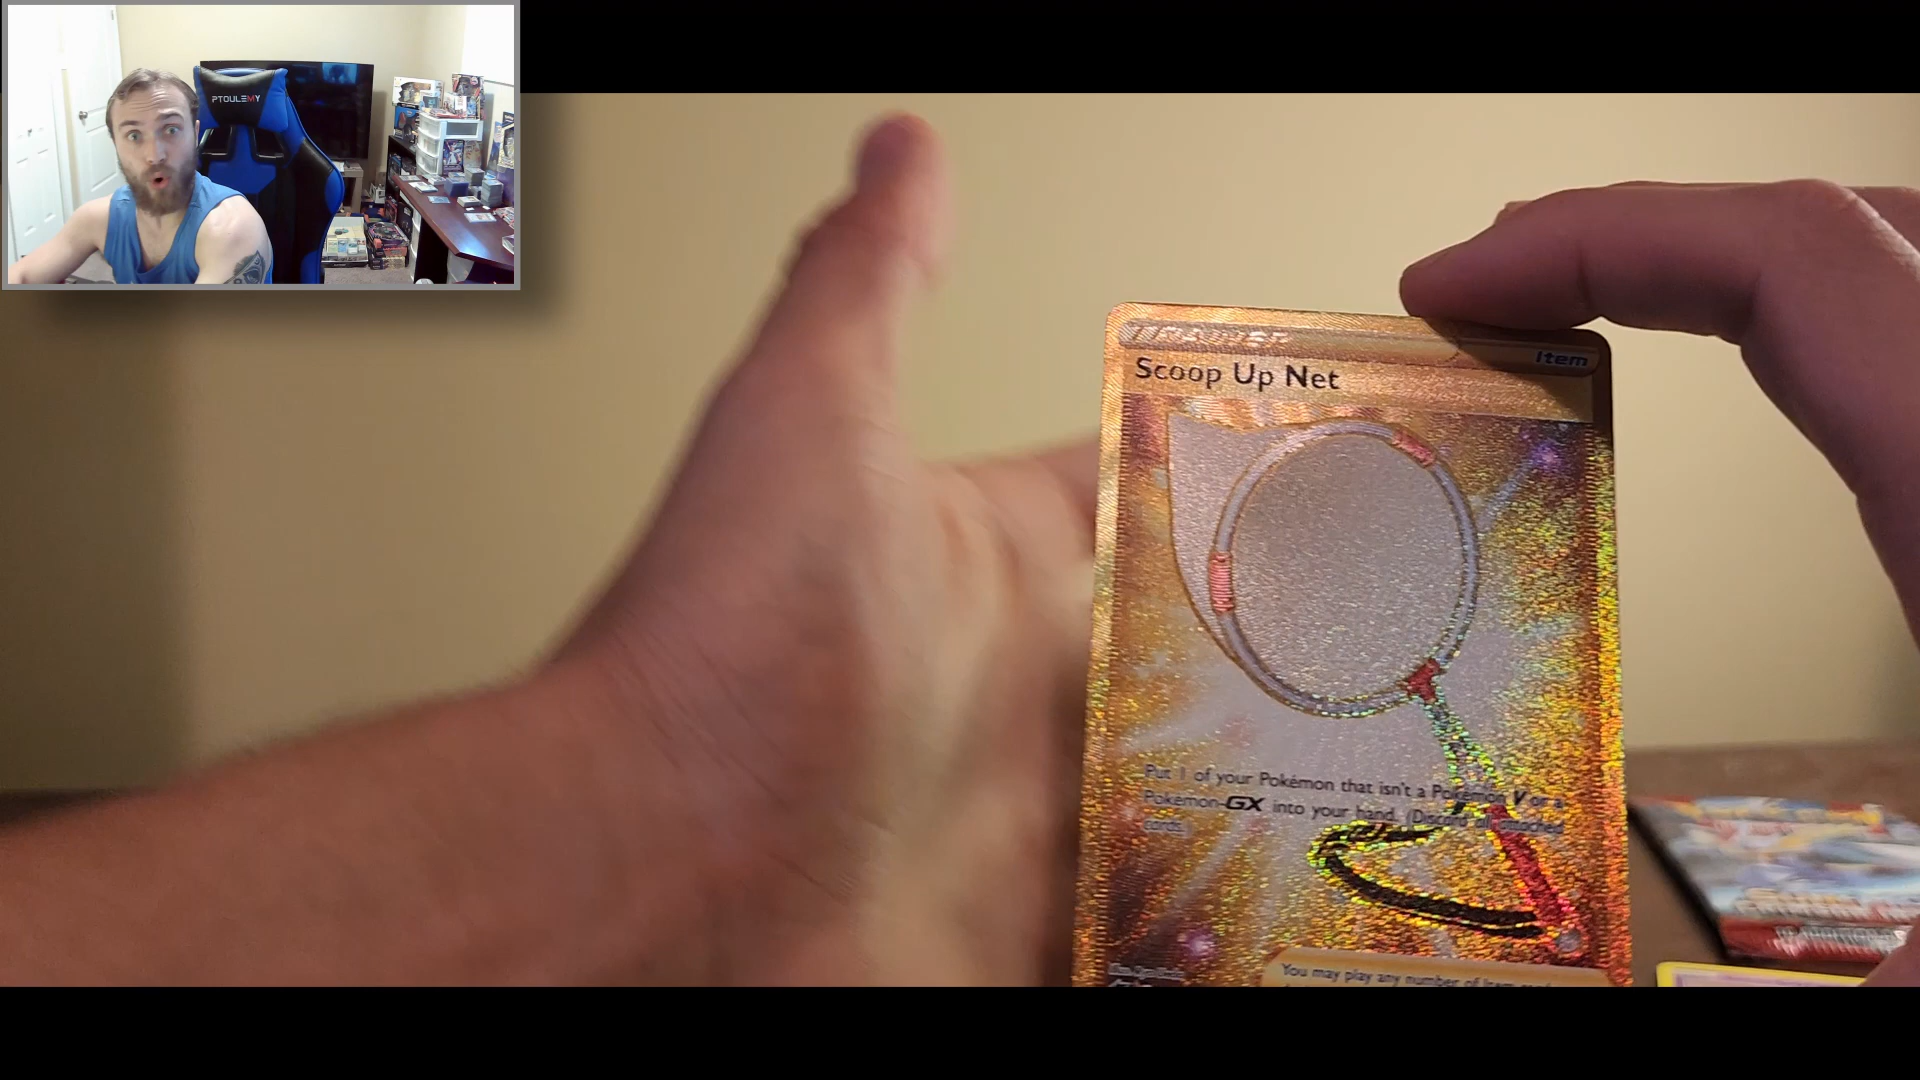 PTOULEMY
TRAINER
Item
Scoop Up Net
Put 1 of your Pokémon that isn't a Pokémon V or a
Pokémon-GX into your hand. (Discard all attached
cards.)
You may play any number of Item